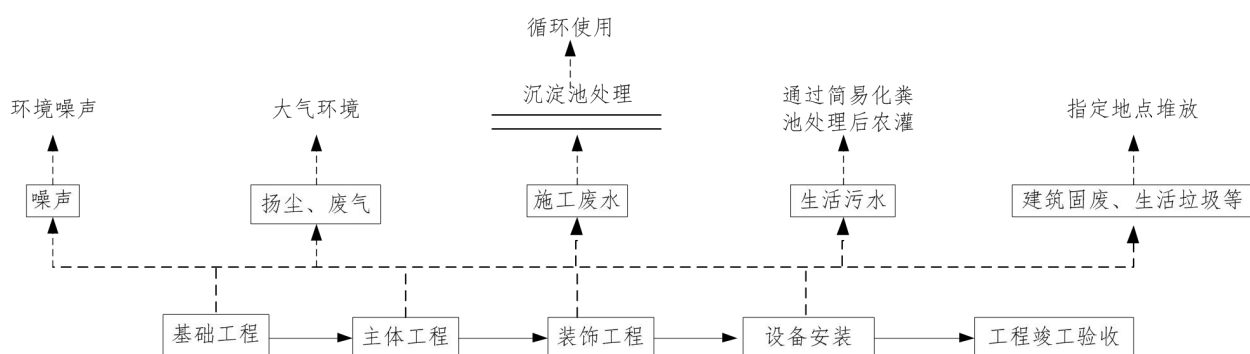 循环使用
环境噪声
大气环境
沉淀池处理
通过简易化粪
池处理后农灌
指定地点堆放
噪声
扬尘、废气
施工废水
生活污水
建筑固废、生活垃圾等
基础工程
主体工程
装饰工程
设备安装
工程竣工验收